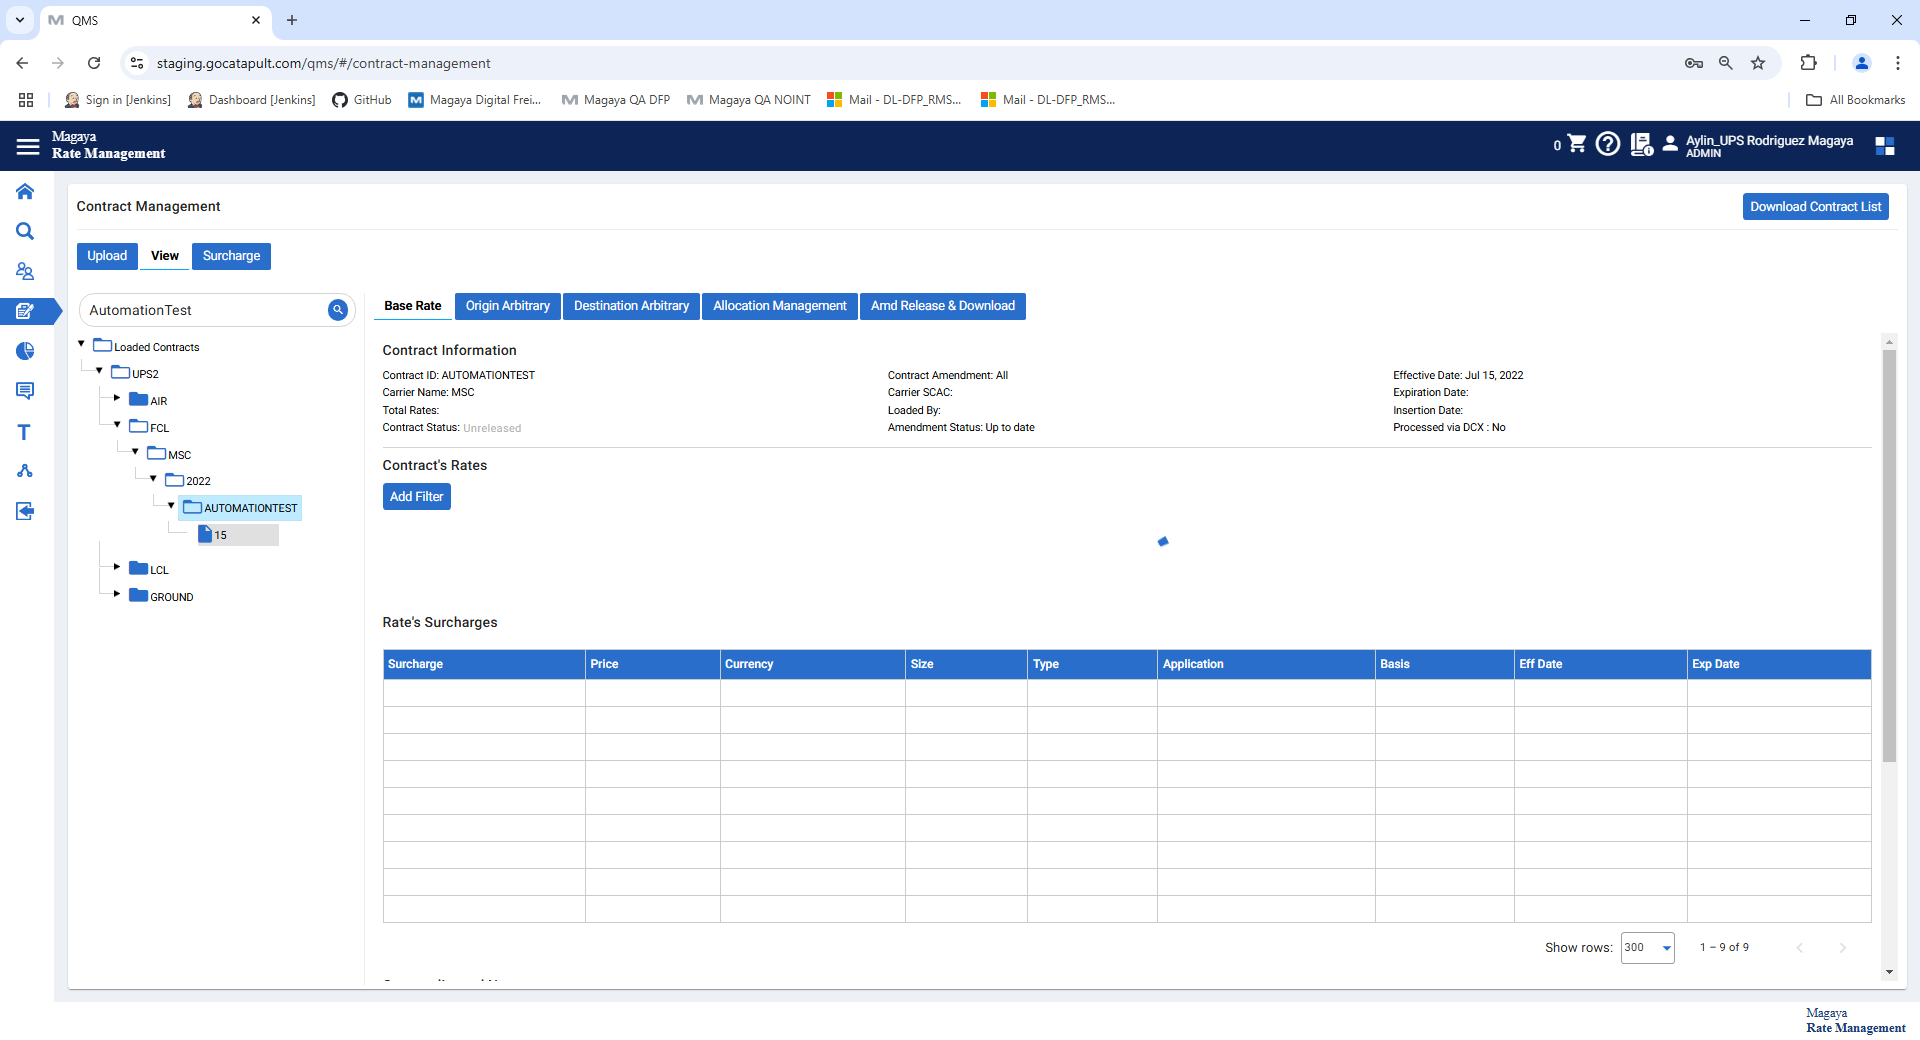 QMS
staging.gocatapult.com/qms/#/contract-management
Sign in [Jenkins]
Dashboard [Jenkins]
GitHub
Magaya Digital Frei...
Magaya QA DFP
Magaya QA NOINT
Mail - DL-DFP_RMS...
Mail - DL-DFP_RMS...
All Bookmarks
Magaya
Rate Management
0
Aylin_UPS Rodriguez Magaya
ADMIN
Contract Management
Download Contract List
Upload
View
Surcharge
AutomationTest
Loaded Contracts
UPS2
AIR
FCL
MSC
2022
AUTOMATIONTEST
15
LCL
GROUND
Base Rate
Origin Arbitrary
Destination Arbitrary
Allocation Management
Amd Release & Download
Contract Information
Contract ID: AUTOMATIONTEST
Contract Amendment: All
Effective Date: Jul 15, 2022
Carrier Name: MSC
Carrier SCAC:
Expiration Date:
Total Rates:
Loaded By:
Insertion Date:
Contract Status: Unreleased
Amendment Status: Up to date
Processed via DCX : No
Contract's Rates
Add Filter
Rate's Surcharges
Surcharge
Price
Currency
Size
Type
Application
Basis
Eff Date
Exp Date
Show rows:
300
1 – 9 of 9
Magaya
Rate Management